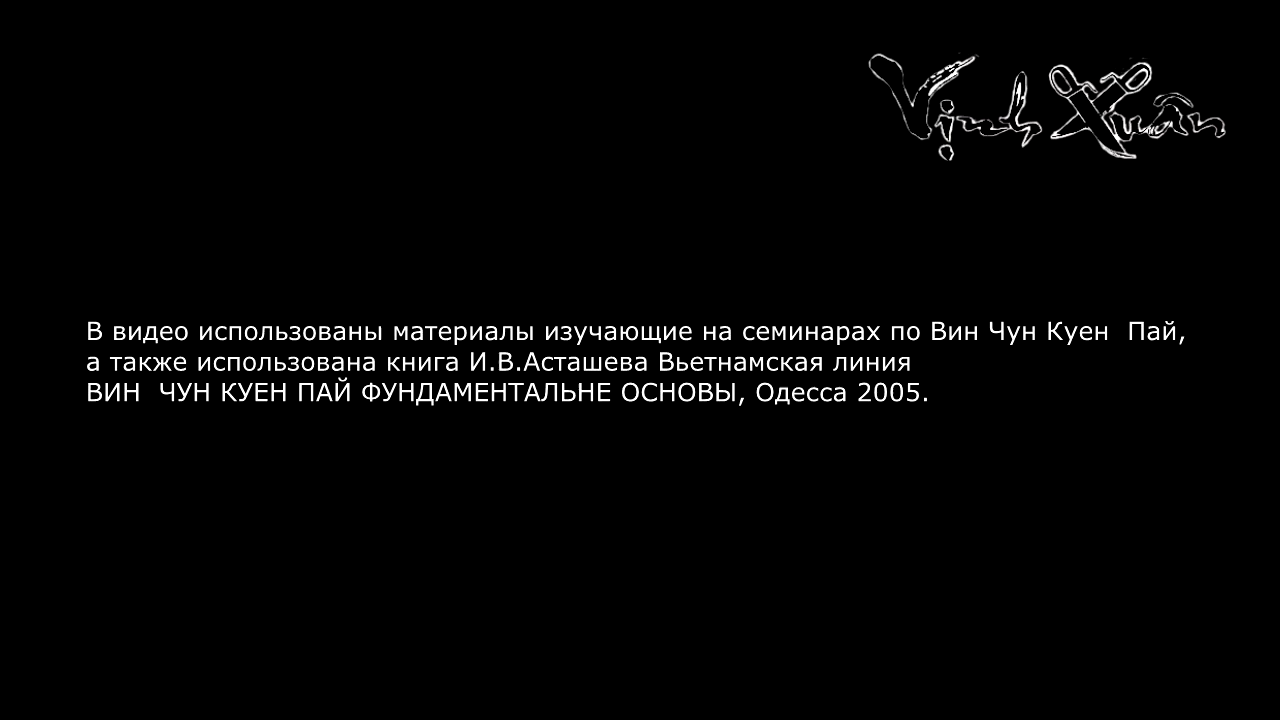 Vịnh Xuân
В видео использованы материалы изучающие на семинарах по Вин Чун Куен  Пай,
а также использована книга И.В.Асташева Вьетнамская линия
ВИН  ЧУН КУЕН ПАЙ ФУНДАМЕНТАЛЬНЕ ОСНОВЫ, Одесса 2005.